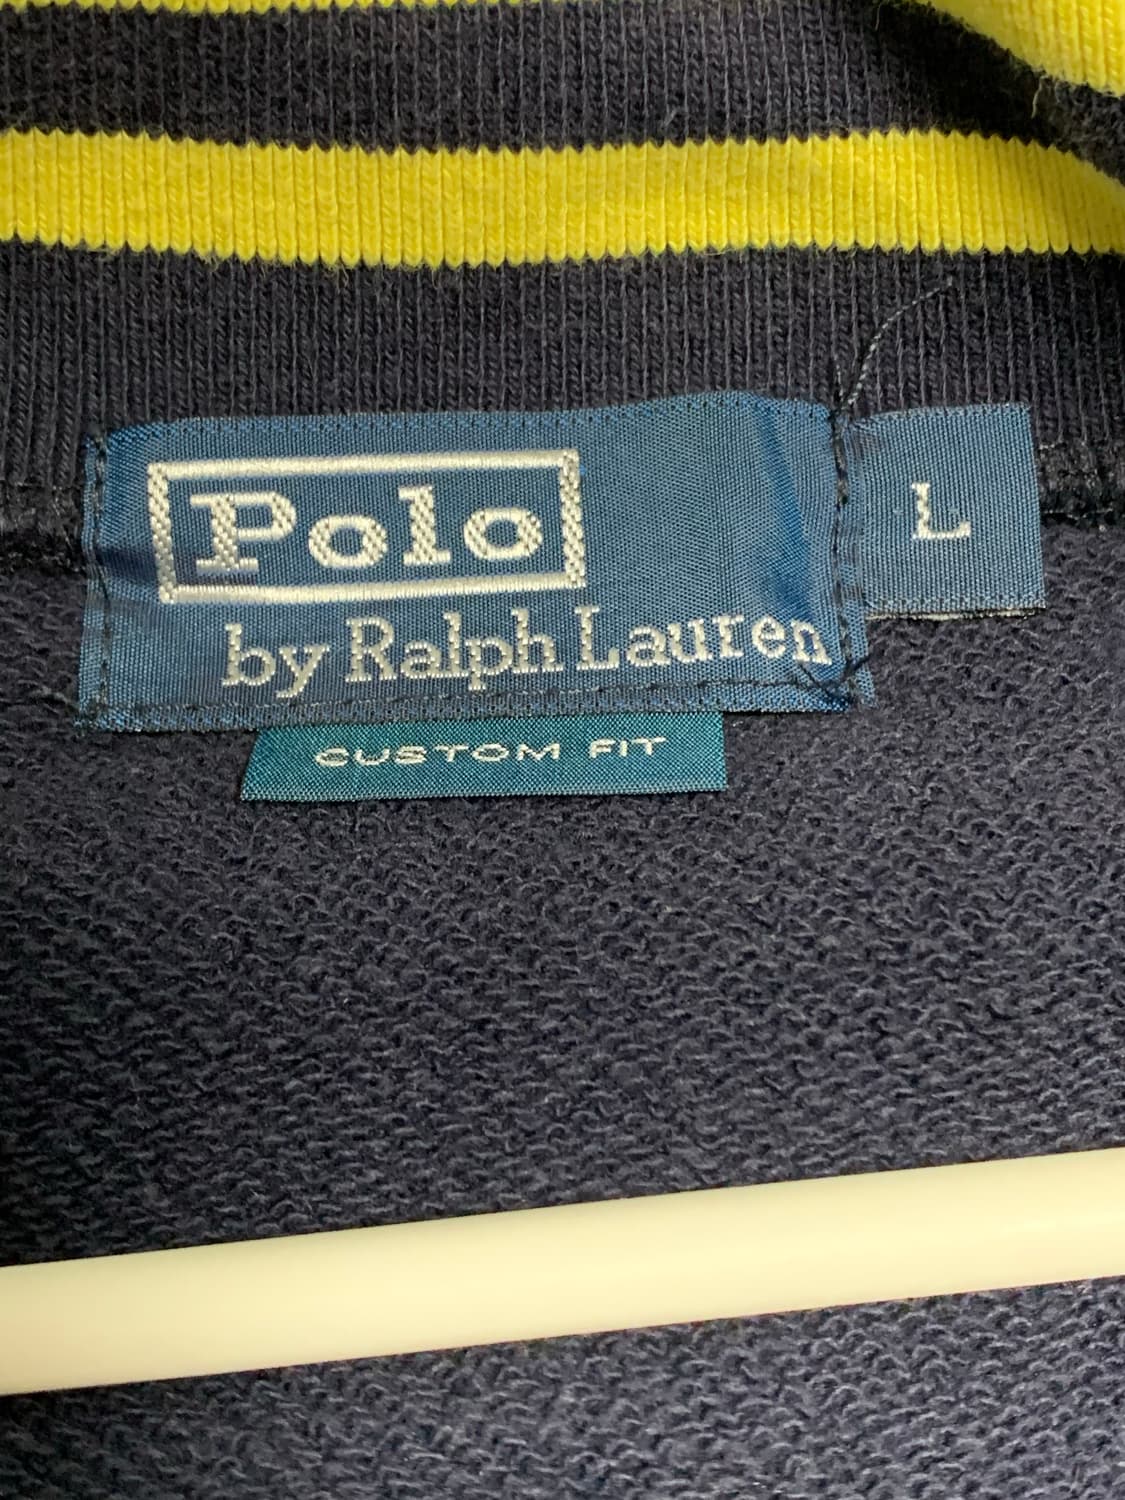 Polo L
by Ralph Lauren
CUSTOM FIT